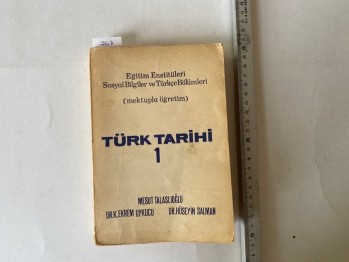 Eğitim Enstitüleri
Sosyal Bilgiler ve Türkçe Bölümleri
(mektupla öğretim)
TÜRK TARİHİ
1
MESUT TALASLIOĞLU
DR.K.EKREM UYKUCU DR.HÜSEYİN SALMAN